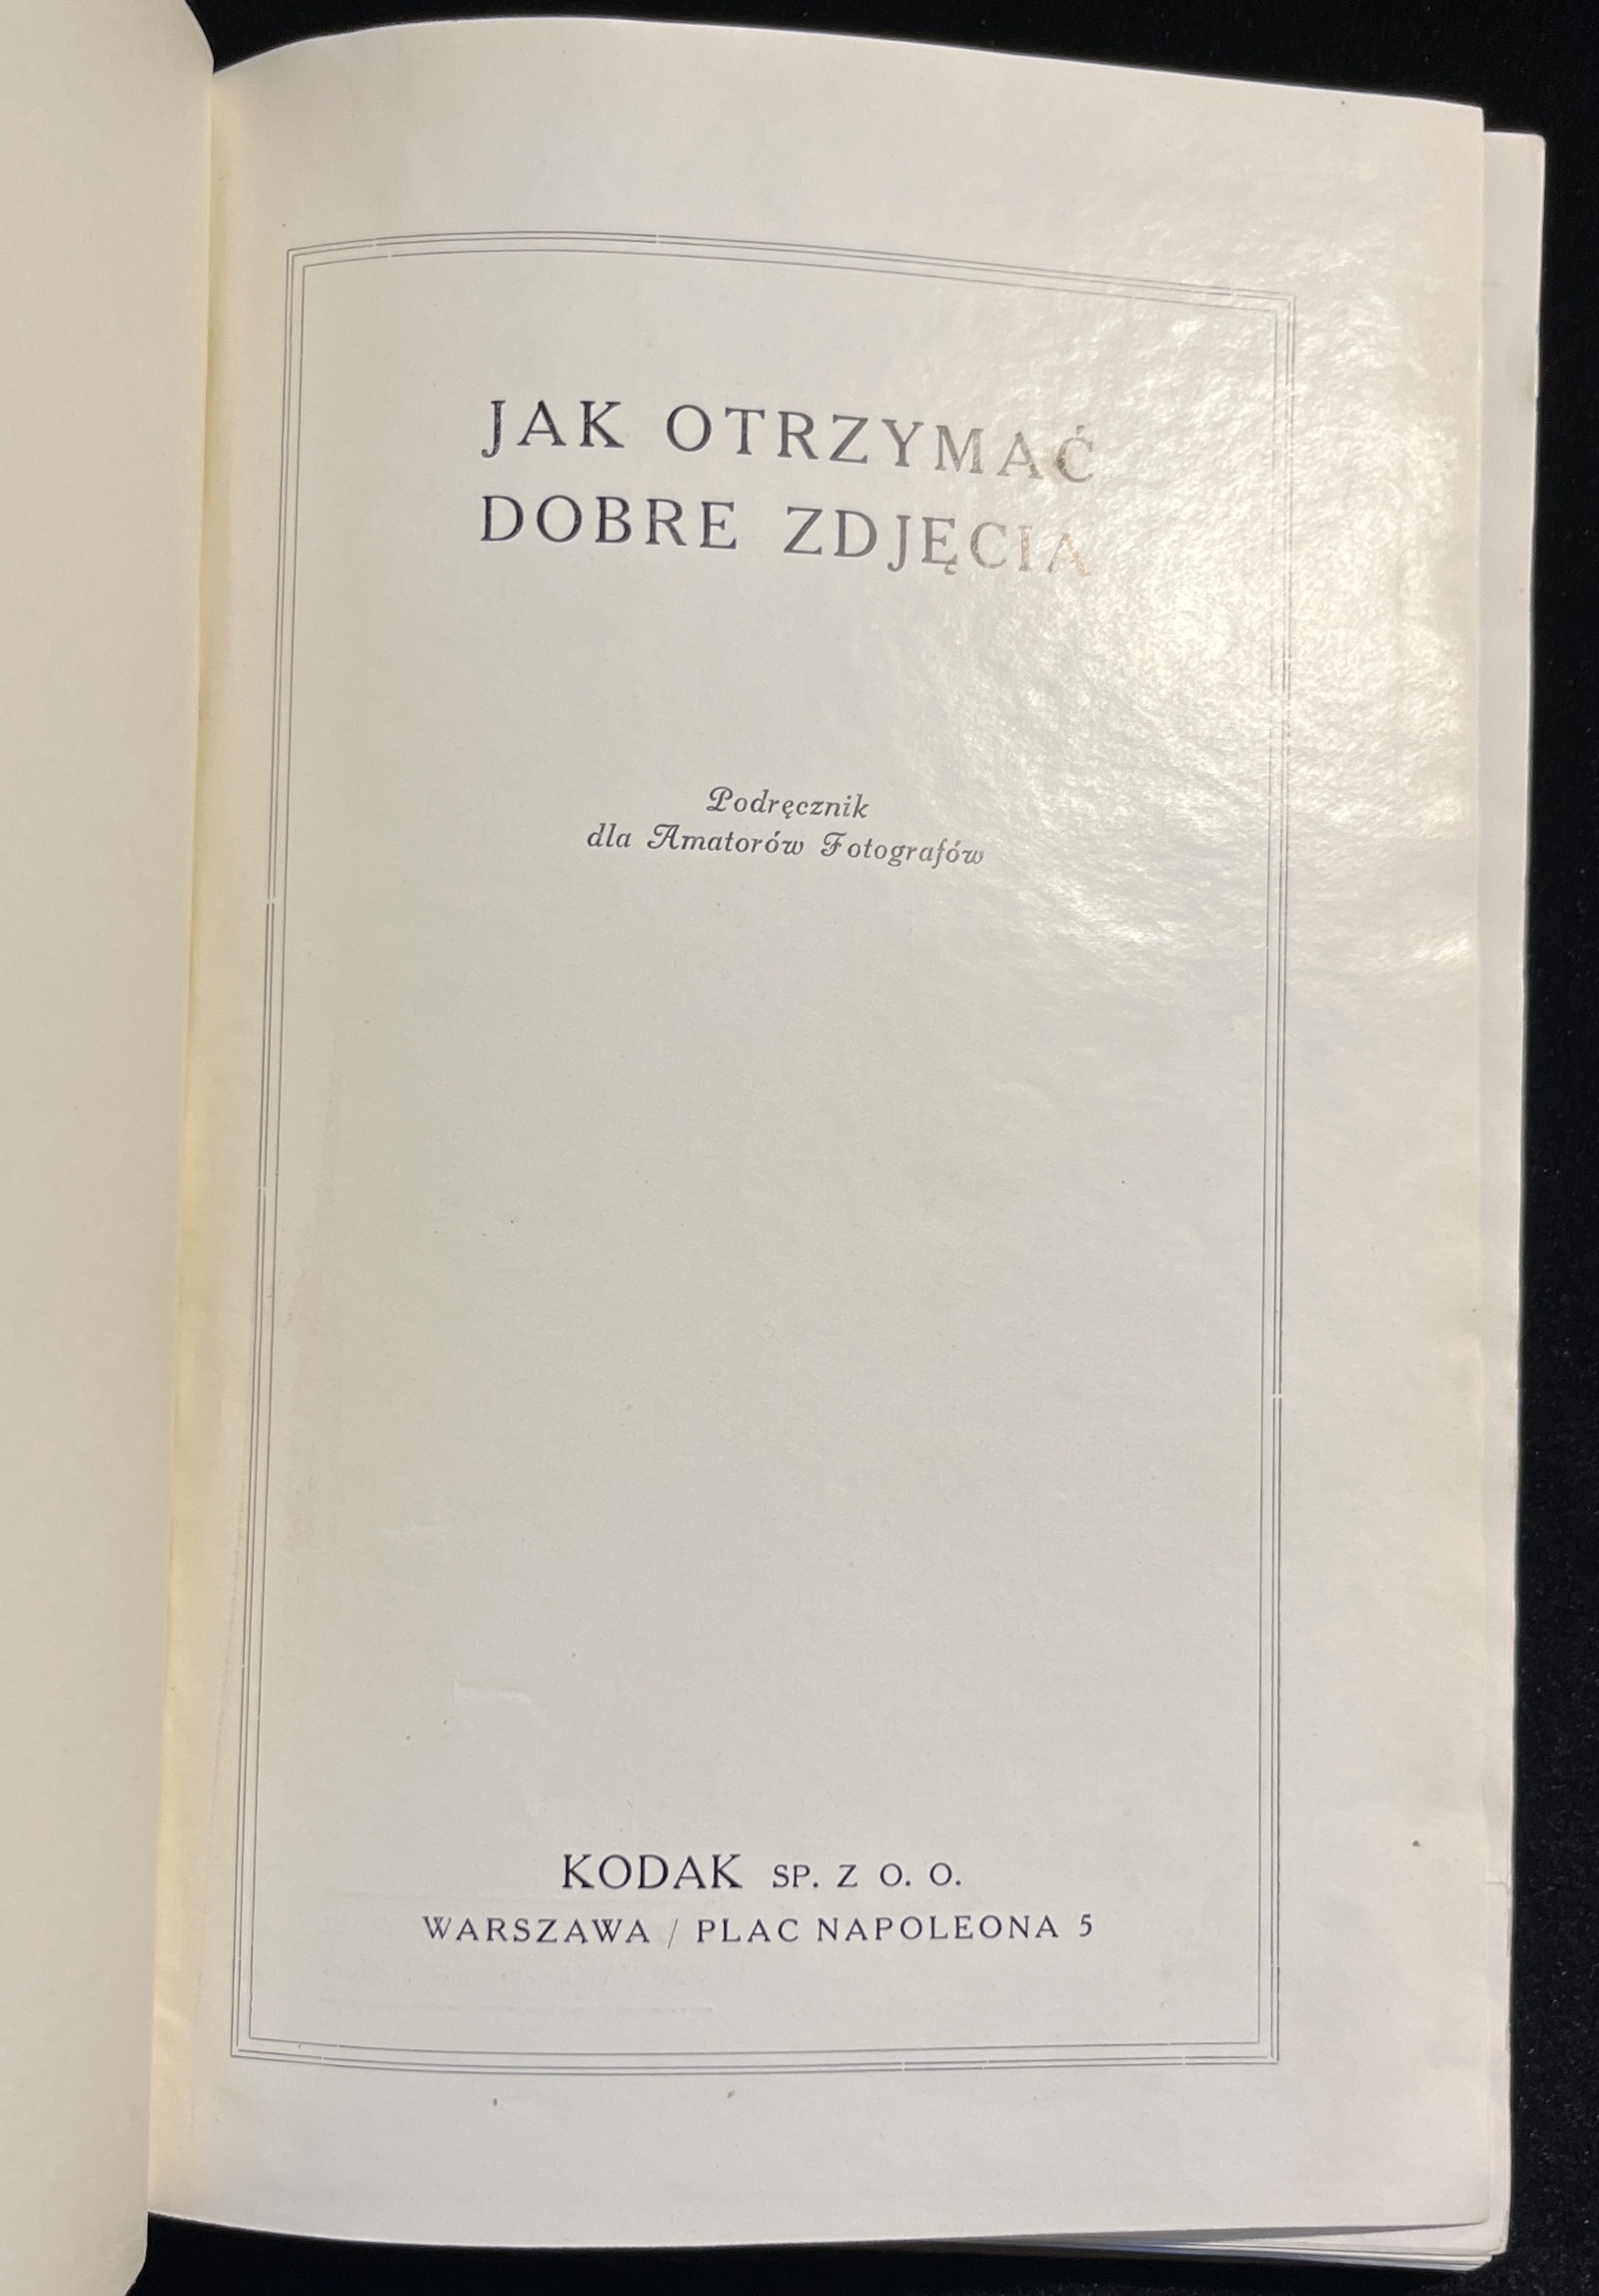 JAK OTRZYMAĆ
DOBRE ZDJĘCIA
Podręcznik
dla Amatorów Fotografów
KODAK SP. Z O. O.
WARSZAWA / PLAC NAPOLEONA 5